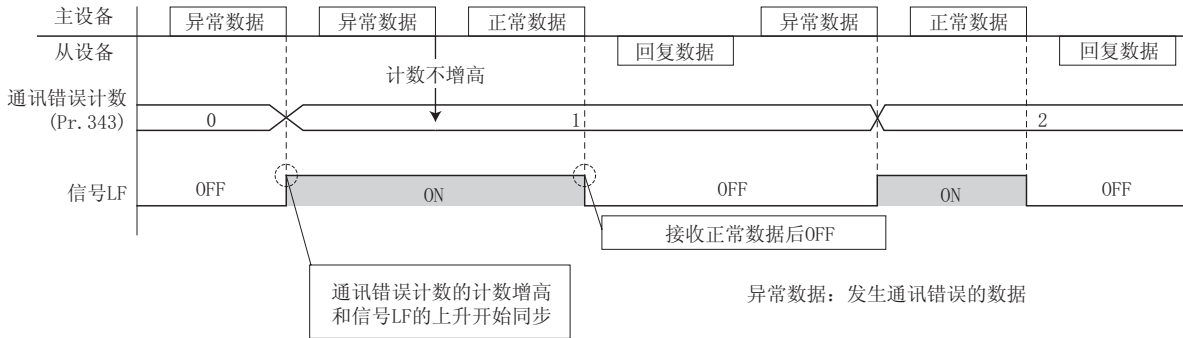 主设备
异常数据
异常数据
正常数据
异常数据
正常数据
从设备
回复数据
回复数据
计数不增高
通讯错误计数
(Pr.343)
0
1
2
信号LF
OFF
ON
OFF
ON
OFF
接收正常数据后OFF
通讯错误计数的计数增高
和信号LF的上升开始同步
异常数据：发生通讯错误的数据